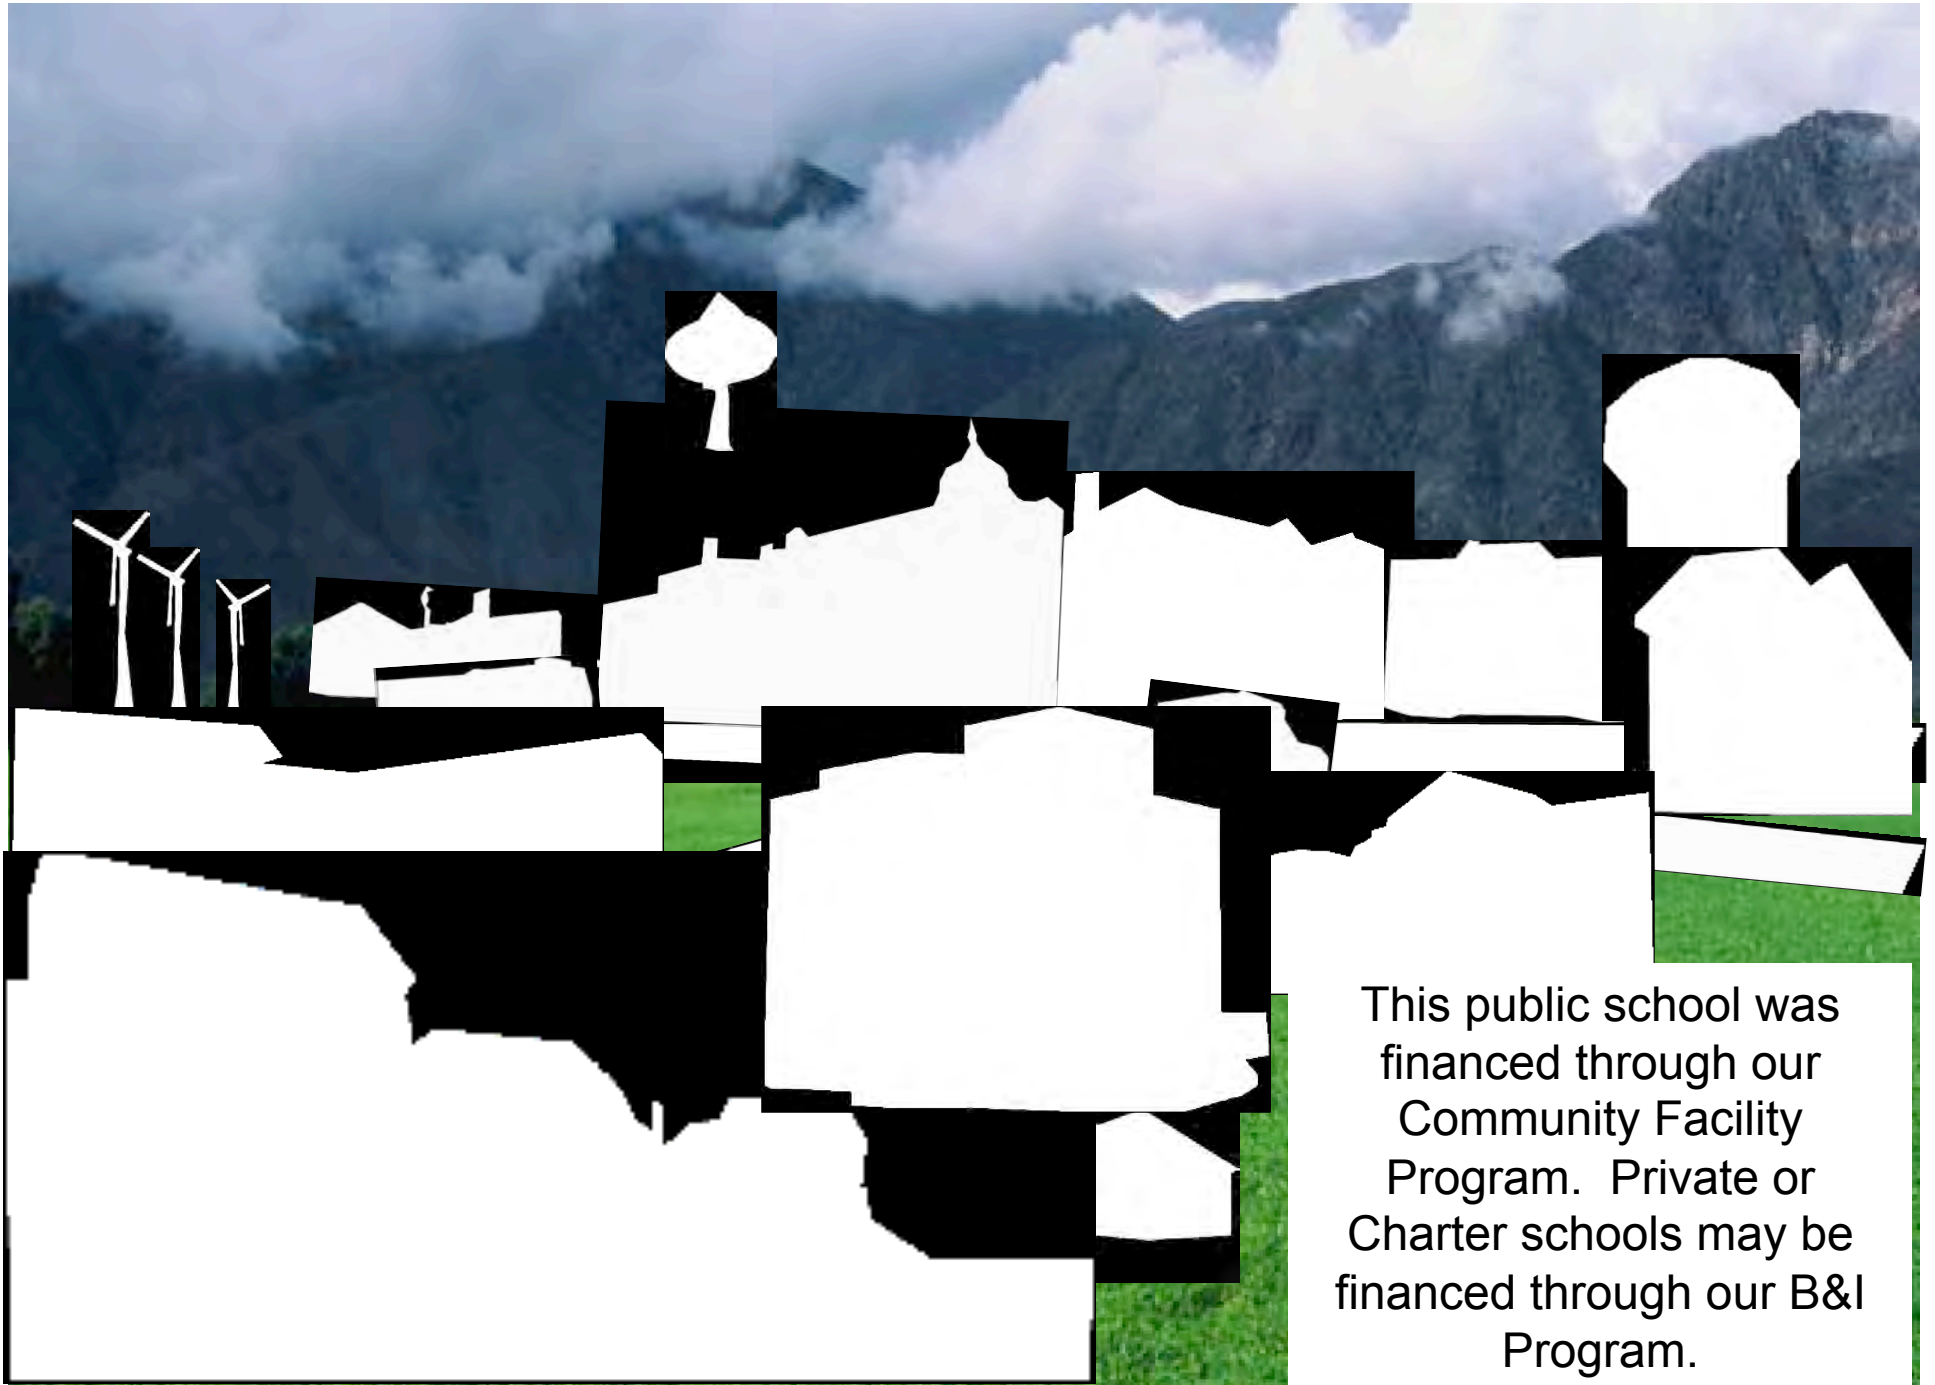 This public school was
financed through our
Community Facility
Program.  Private or
Charter schools may be
financed through our B&I
Program.